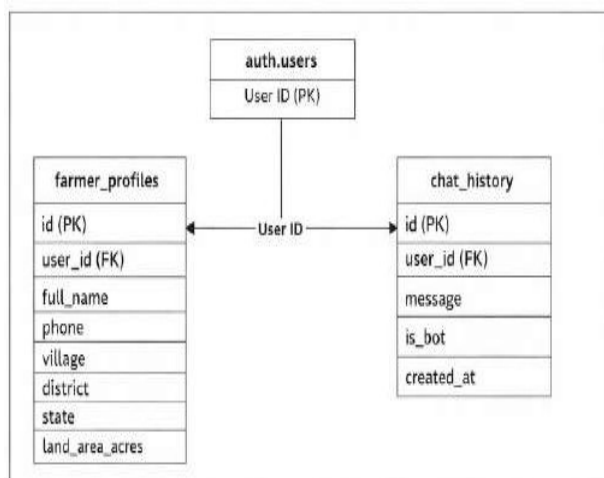 auth.users
User ID (PK)
farmer_profiles
id (PK)
user_id (FK)
full_name
phone
village
district
state
land_area_acres
User ID
chat_history
id (PK)
user_id (FK)
message
is_bot
created_at